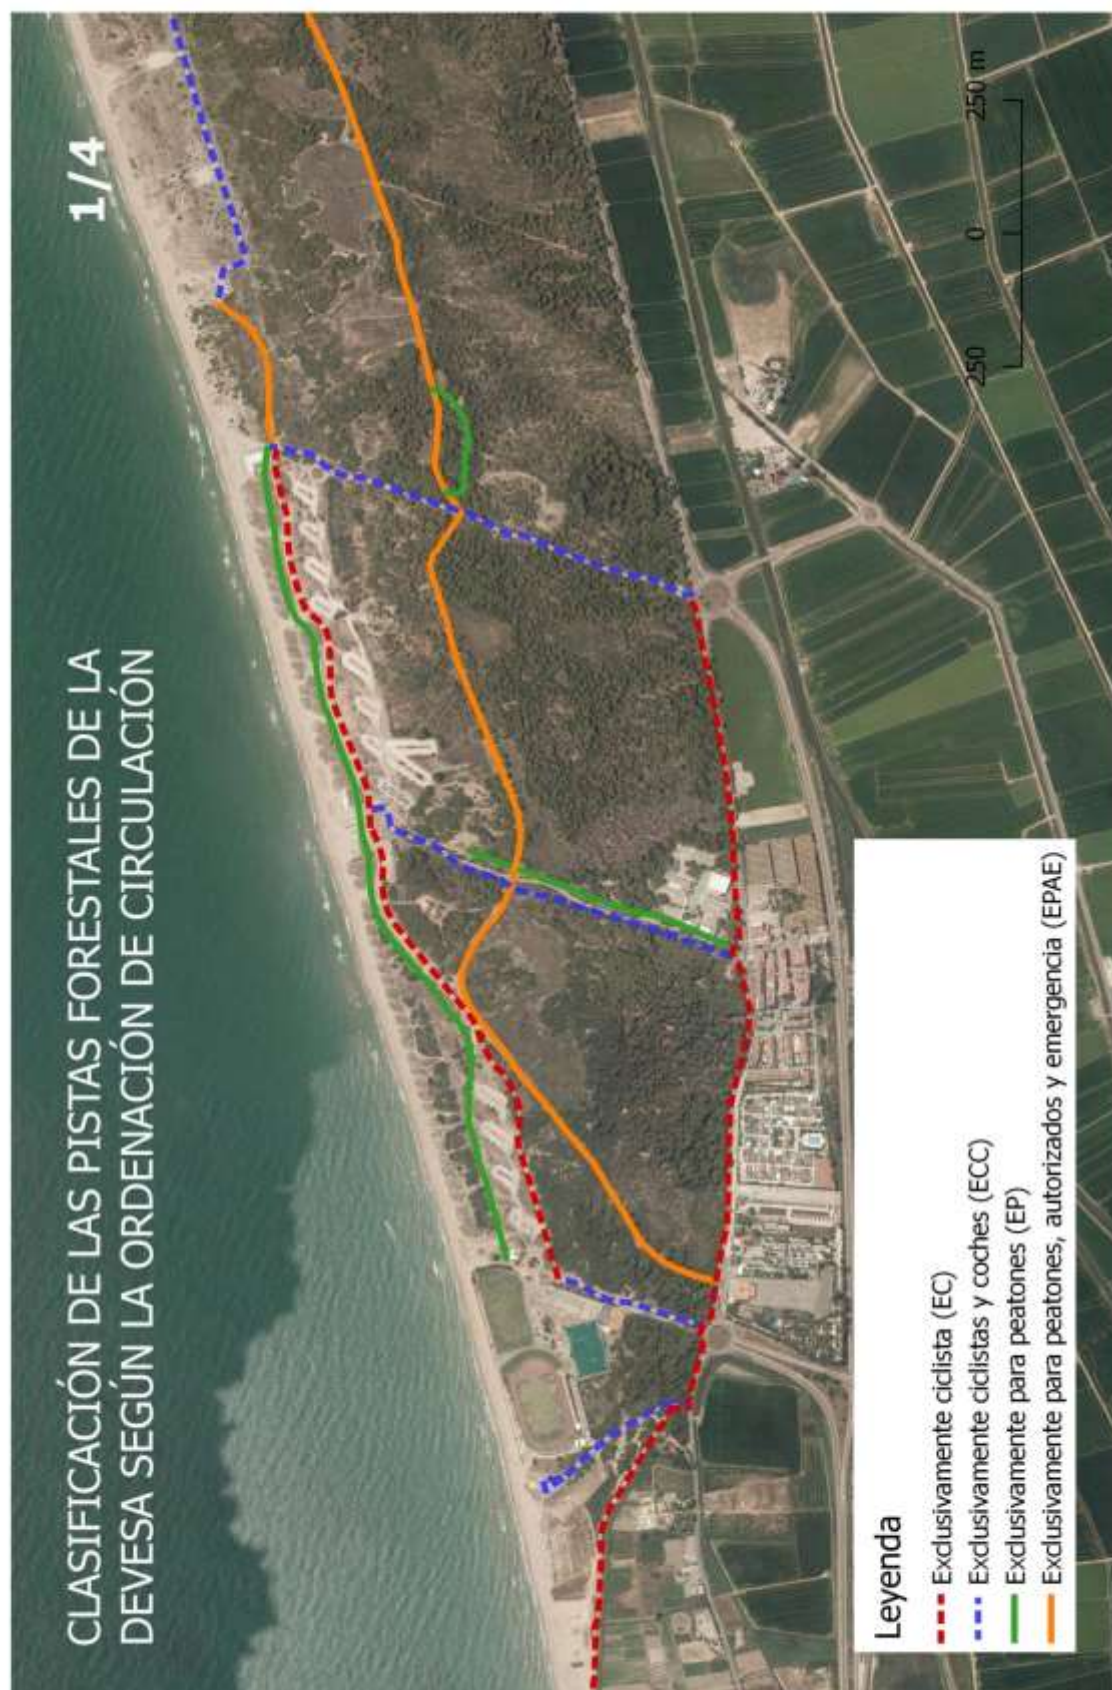 CLASIFICACIÓN DE LAS PISTAS FORESTALES DE LA
DEVESA SEGÚN LA ORDENACIÓN DE CIRCULACIÓN
1/4
Leyenda
Exclusivamente ciclista (EC)
Exclusivamente ciclistas y coches (ECC)
Exclusivamente para peatones (EP)
Exclusivamente para peatones, autorizados y emergencia (EPAE)
250 0 250 m